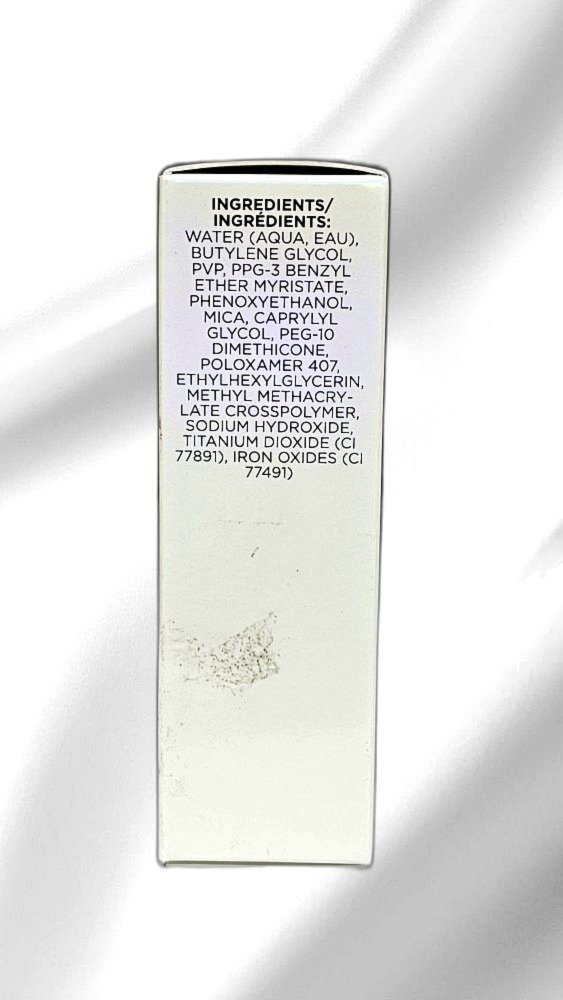 INGREDIENTS/
INGRÉDIENTS:
WATER (AQUA, EAU),
BUTYLENE GLYCOL,
PVP, PPG-3 BENZYL
ETHER MYRISTATE,
PHENOXYETHANOL,
MICA, CAPRYLYL
GLYCOL, PEG-10
DIMETHICONE,
POLOXAMER 407,
ETHYLHEXYLGLYCERIN,
METHYL METHACRY-
LATE CROSSPOLYMER,
SODIUM HYDROXIDE,
TITANIUM DIOXIDE (CI
77891), IRON OXIDES (CI
77491)